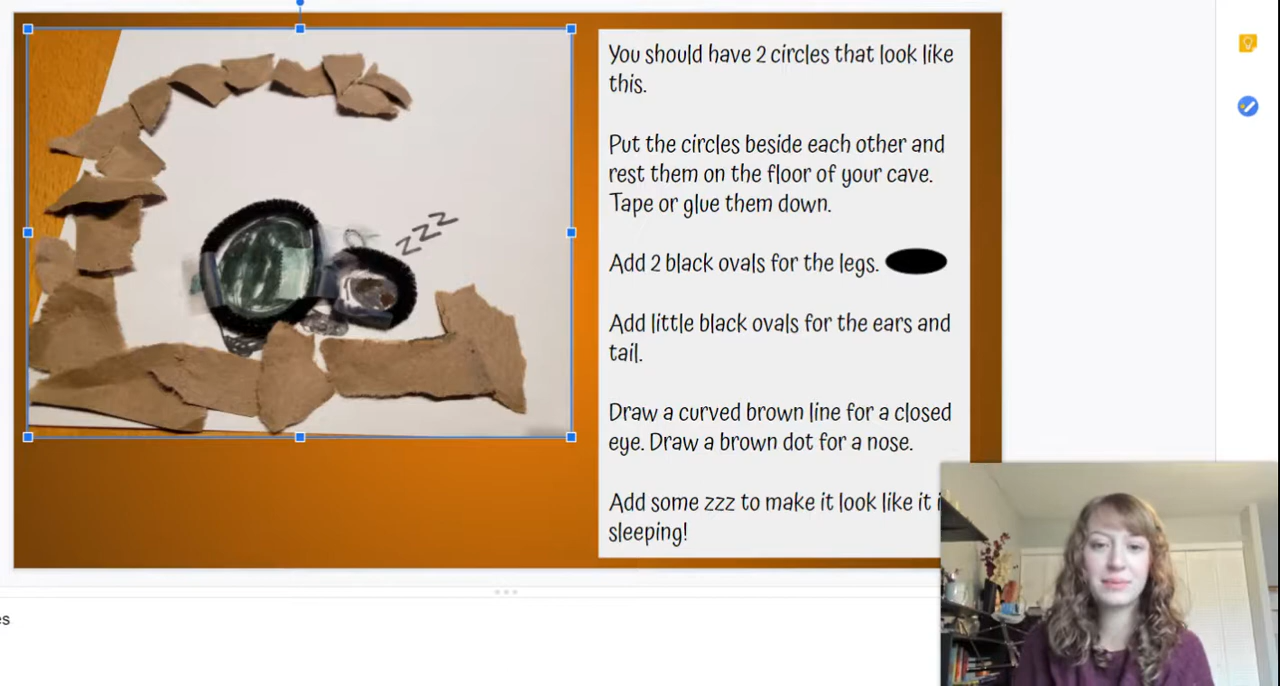 zzz
You should have 2 circles that look like
this.
Put the circles beside each other and
rest them on the floor of your cave.
Tape or glue them down.
Add 2 black ovals for the legs.
Add little black ovals for the ears and
tail.
Draw a curved brown line for a closed
eye. Draw a brown dot for a nose.
Add some zzz to make it look like it
sleeping!